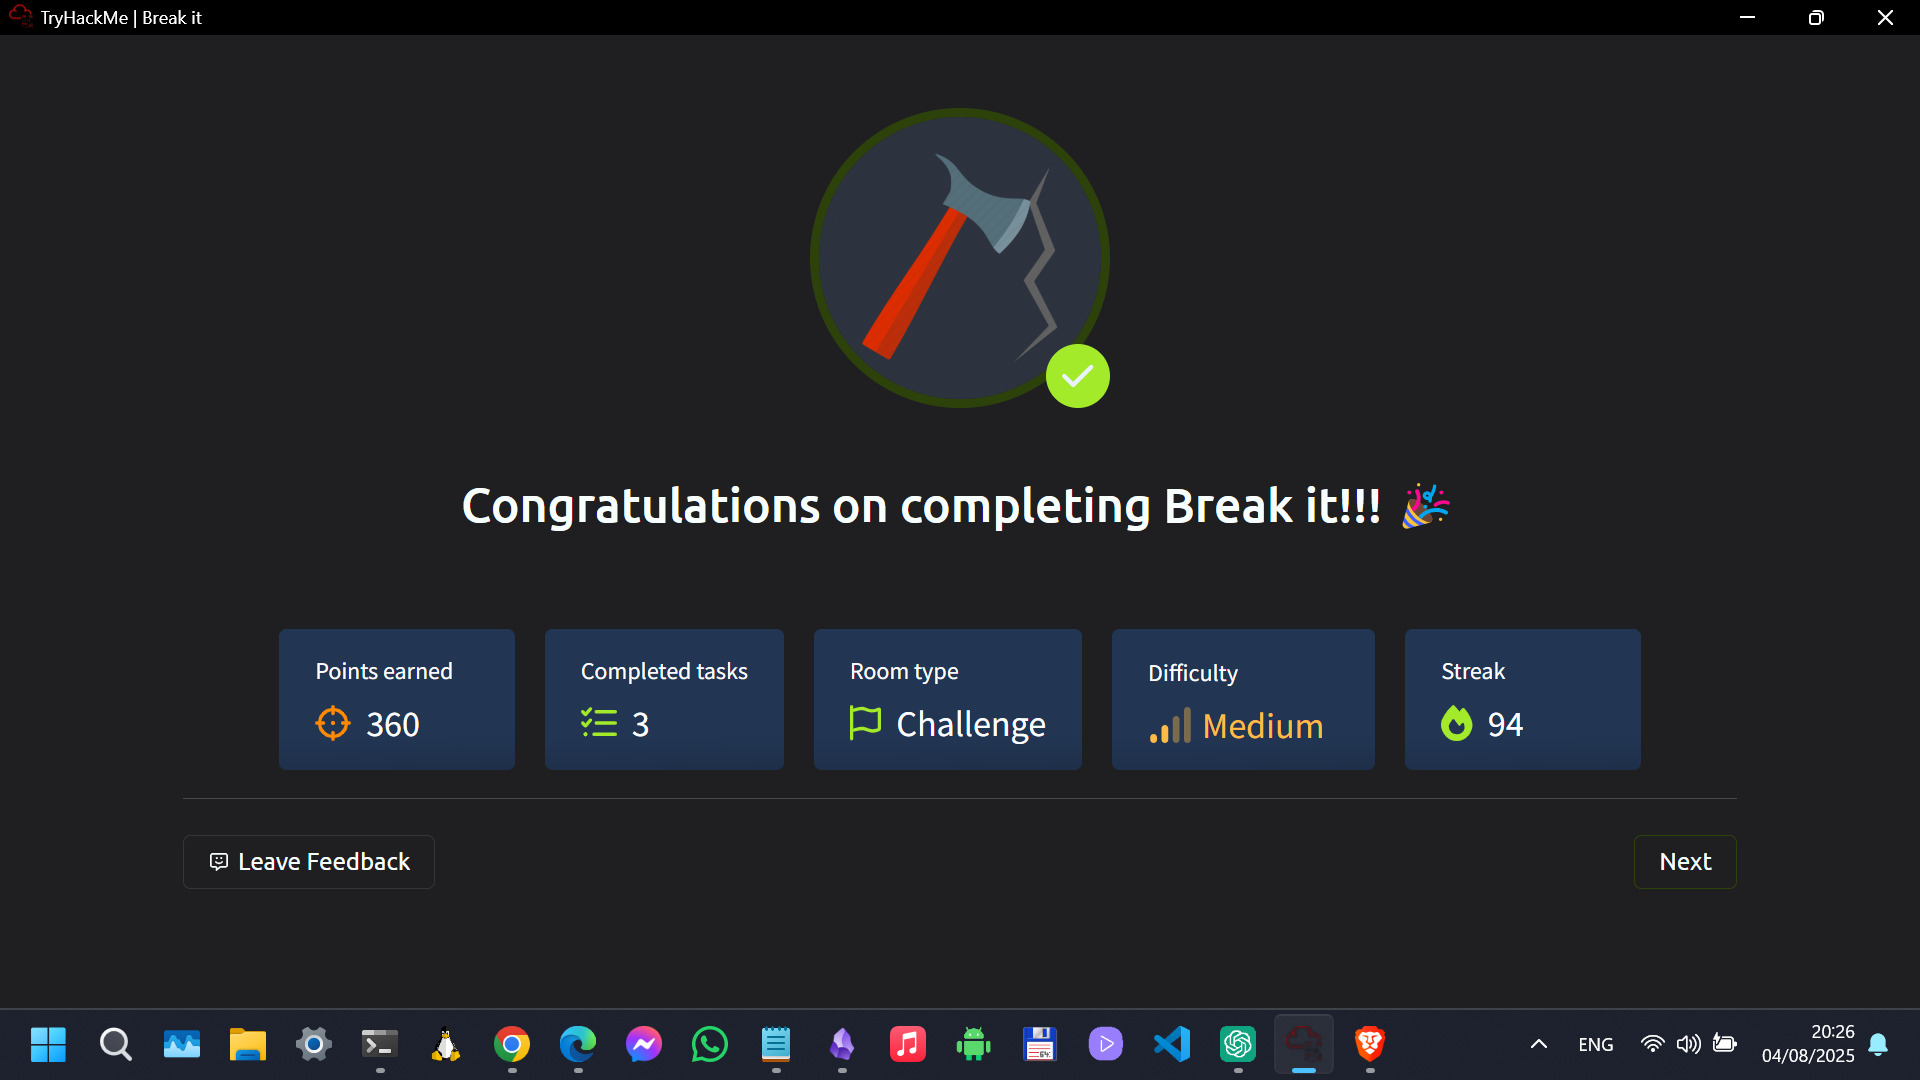 TryHackMe | Break it
Congratulations on completing Break it!!! 🎉
Points earned
360
Completed tasks
3
Room type
Challenge
Difficulty
Medium
Streak
94
Leave Feedback
Next
64
ENG
20:26
04/08/2025